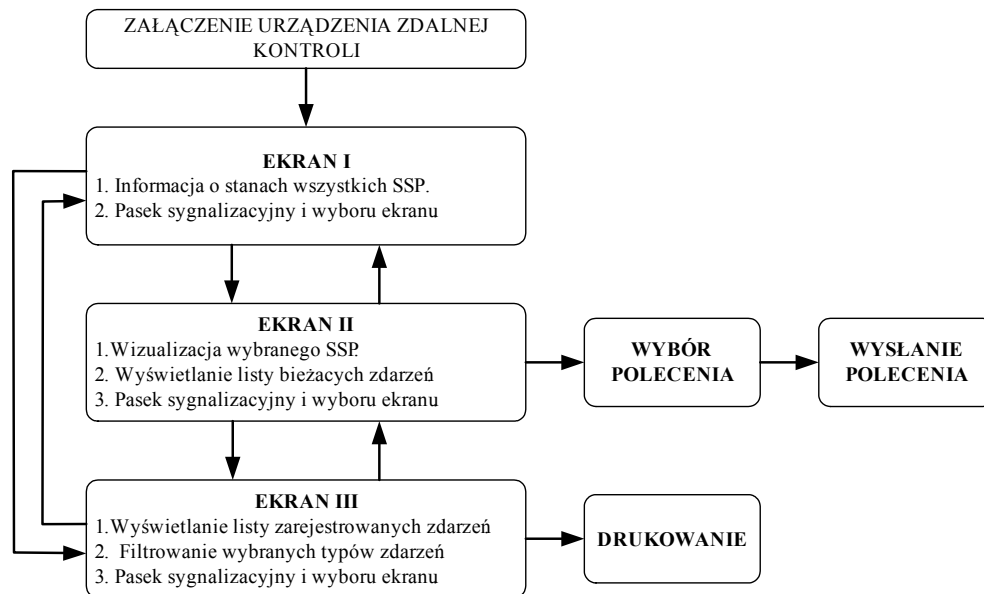 ZAŁĄCZENIE URZĄDZENIA ZDALNEJ
KONTROLI
EKRAN I
1. Informacja o stanach wszystkich SSP.
2. Pasek sygnalizacyjny i wyboru ekranu
EKRAN II
1.Wizualizacja wybranego SSP.
2. Wyświetlanie listy bieżacych zdarzeń
3. Pasek sygnalizacyjny i wyboru ekranu
WYBÓR
POLECENIA
WYSŁANIE
POLECENIA
EKRAN III
1.Wyświetlanie listy zarejestrowanych zdarzeń
2. Filtrowanie wybranych typów zdarzeń
3. Pasek sygnalizacyjny i wyboru ekranu
DRUKOWANIE